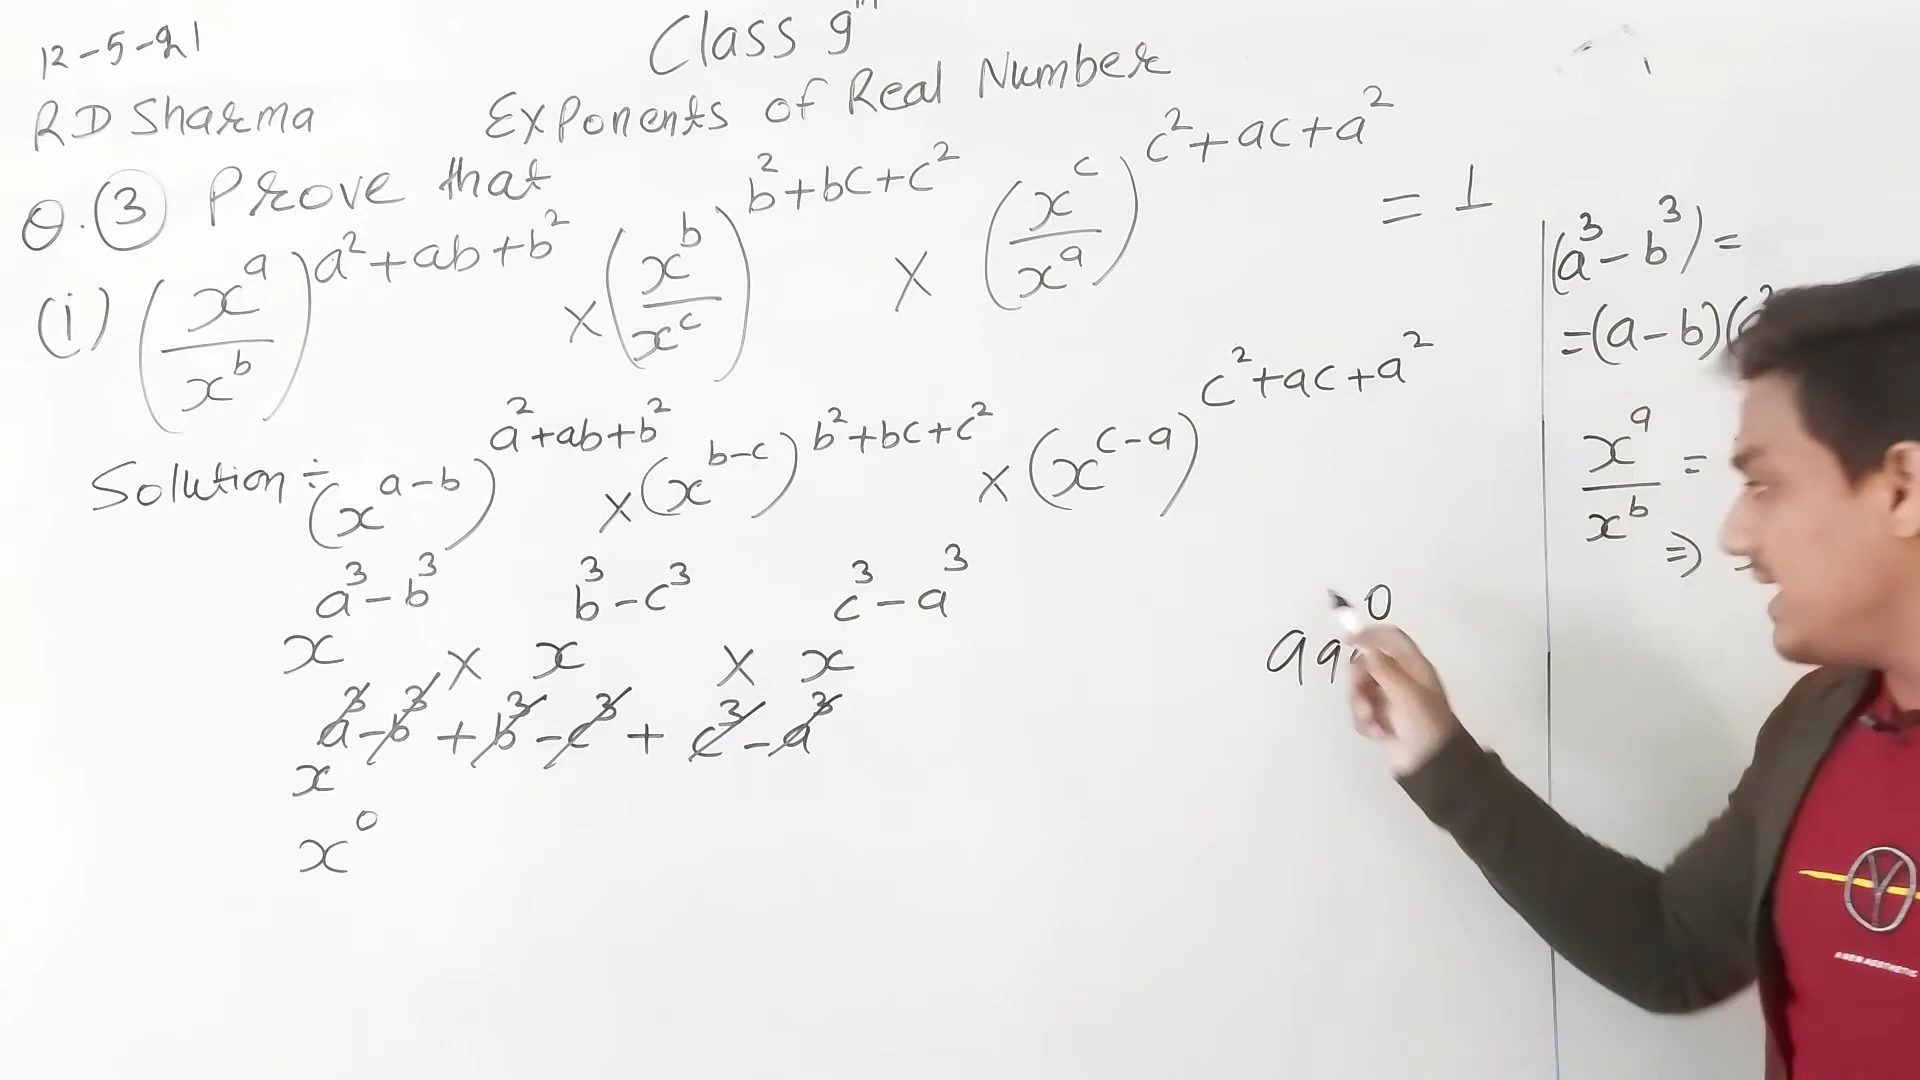 12-5-21
Class 9th
RD Sharma
Exponents of Real Number
Q. (3) Prove that
(i) (x^a/x^b)^(a²+ab+b²) × (x^b/x^c)^(b²+bc+c²) × (x^c/x^a)^(c²+ac+a²) = 1
Solution ÷ (x^(a-b))^(a²+ab+b²) × (x^(b-c))^(b²+bc+c²) × (x^(c-a))^(c²+ac+a²)
x^(a³-b³) × x^(b³-c³) × x^(c³-a³)
x^(a³-b³+b³-c³+c³-a³)
x^0
(a³-b³) =
=(a-b)(
x^a/x^b =
⇒